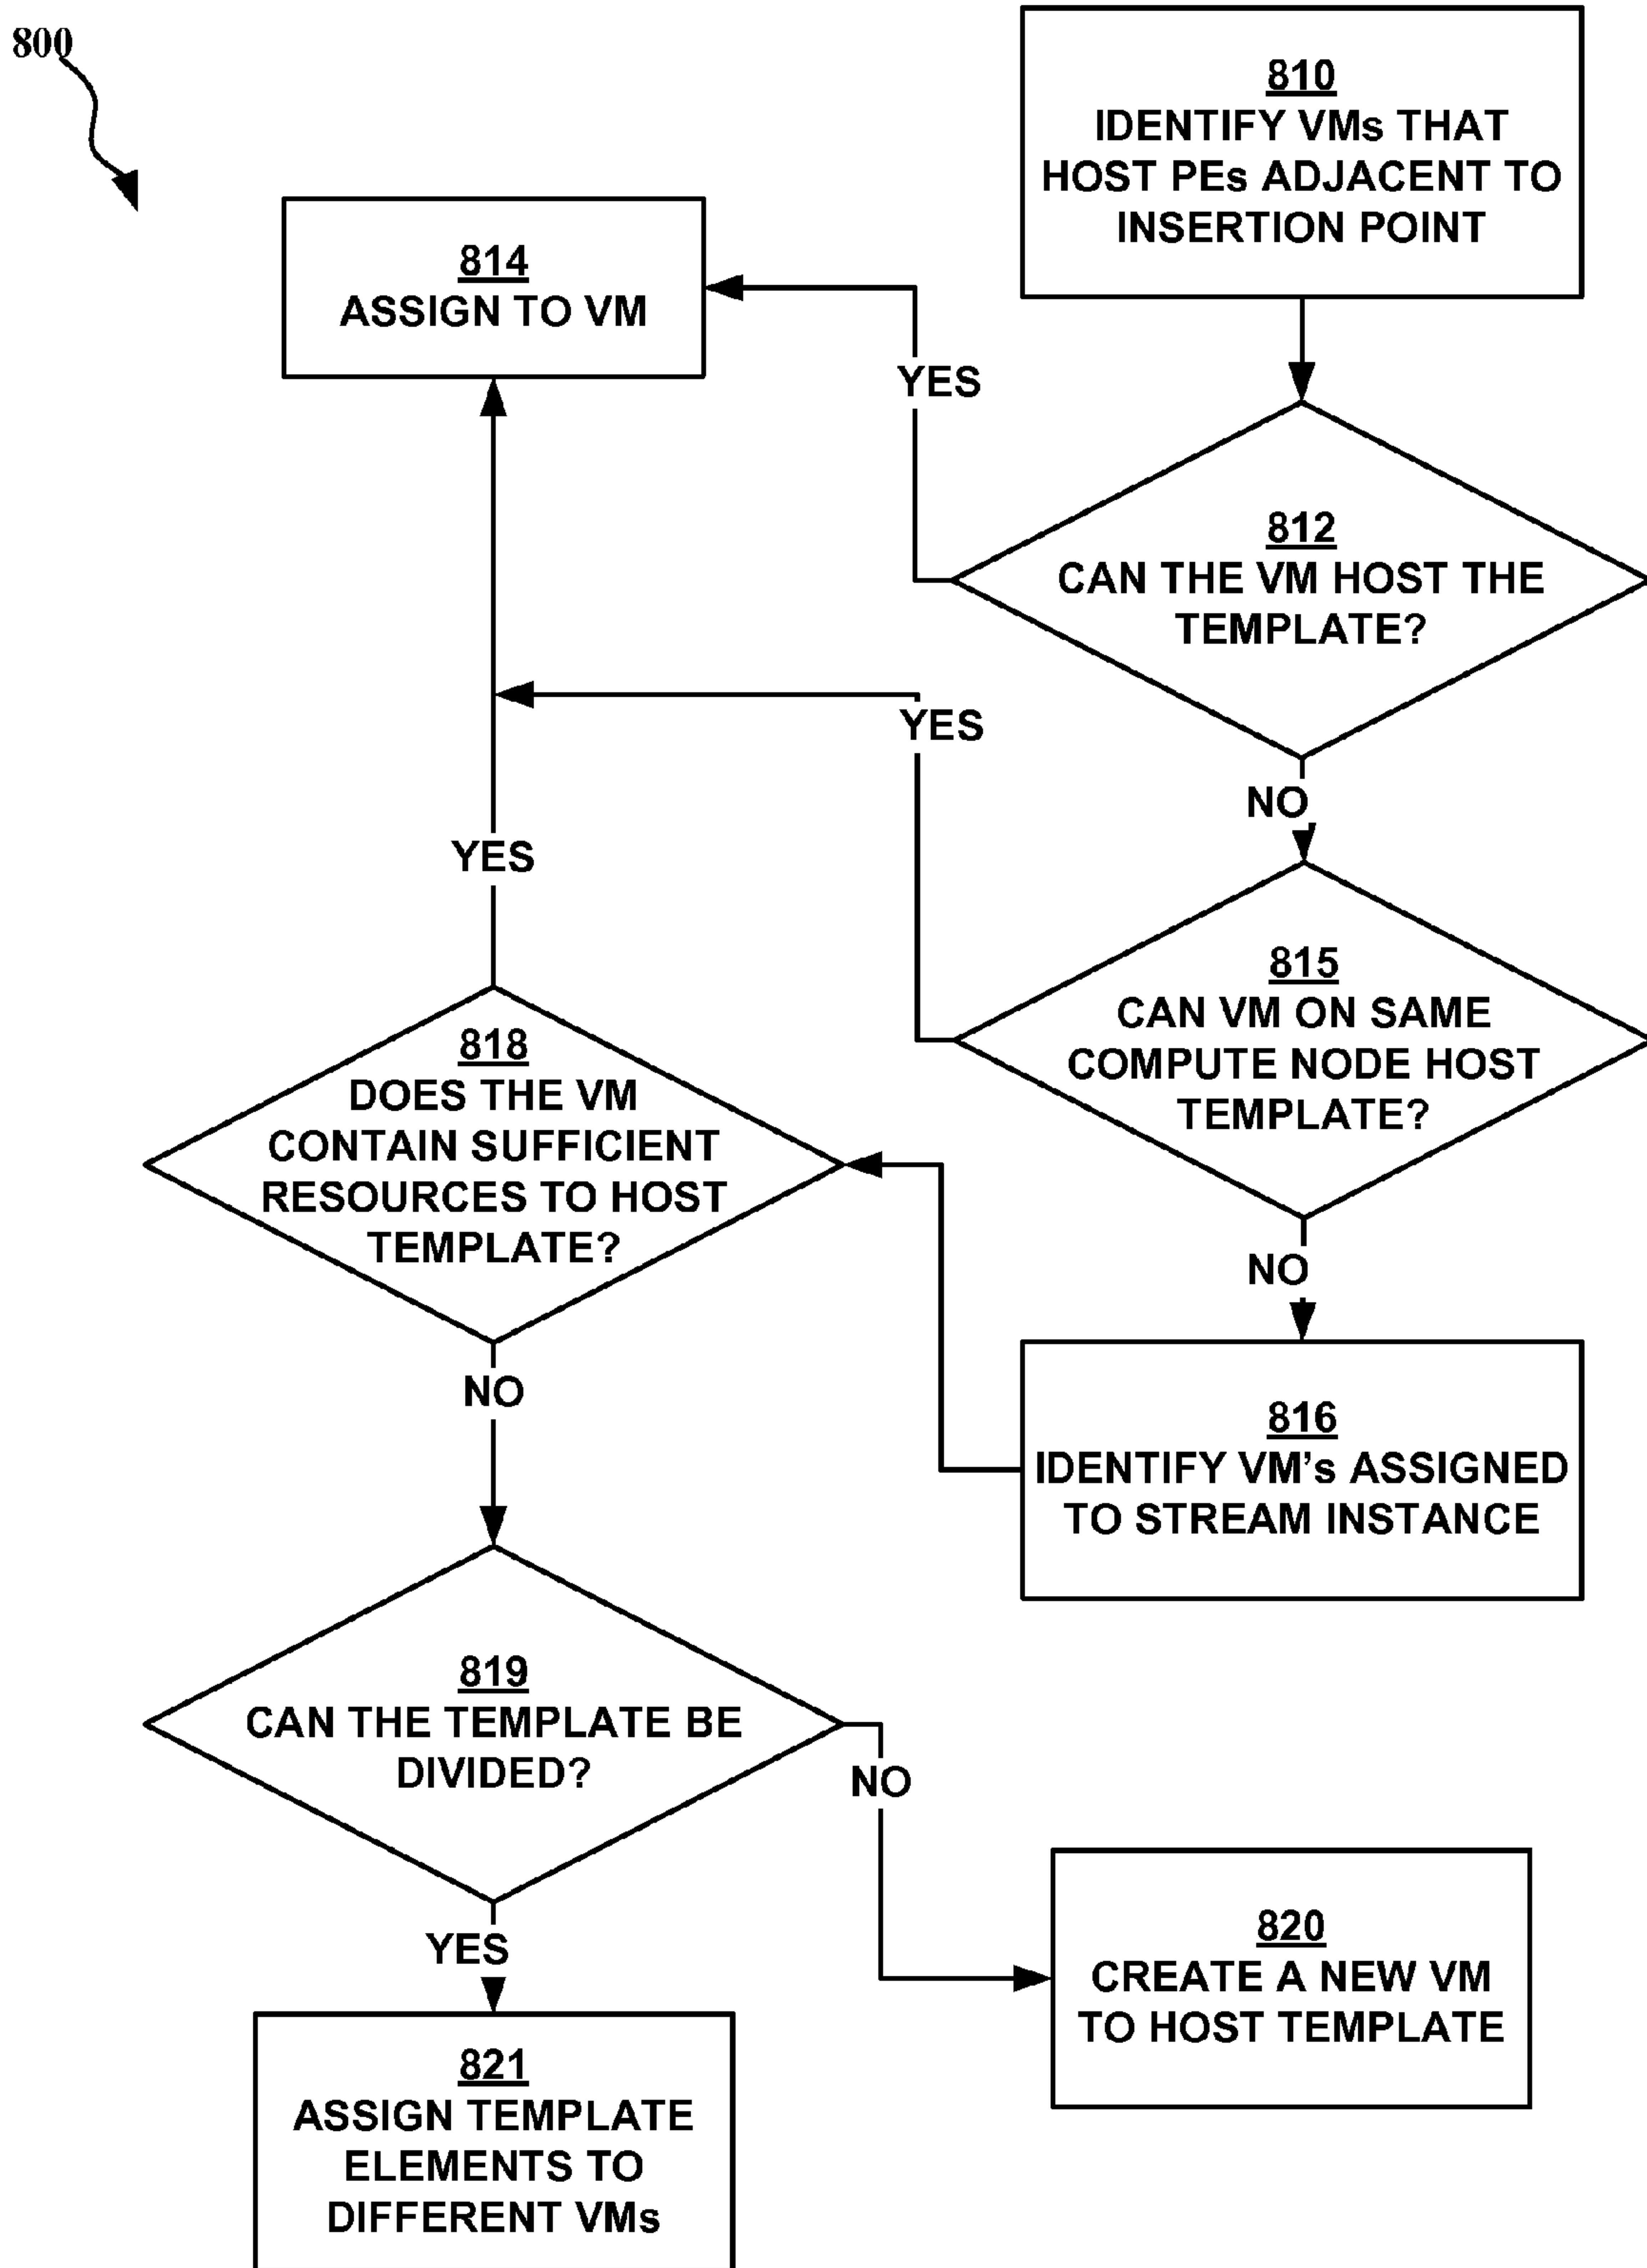 800
810
IDENTIFY VMs THAT
HOST PEs ADJACENT TO
INSERTION POINT
814
ASSIGN TO VM
YES
812
CAN THE VM HOST THE
TEMPLATE?
YES
NO
YES
815
CAN VM ON SAME
COMPUTE NODE HOST
TEMPLATE?
818
DOES THE VM
CONTAIN SUFFICIENT
RESOURCES TO HOST
TEMPLATE?
NO
NO
816
IDENTIFY VM's ASSIGNED
TO STREAM INSTANCE
819
CAN THE TEMPLATE BE
DIVIDED?
NO
YES
820
CREATE A NEW VM
TO HOST TEMPLATE
821
ASSIGN TEMPLATE
ELEMENTS TO
DIFFERENT VMs